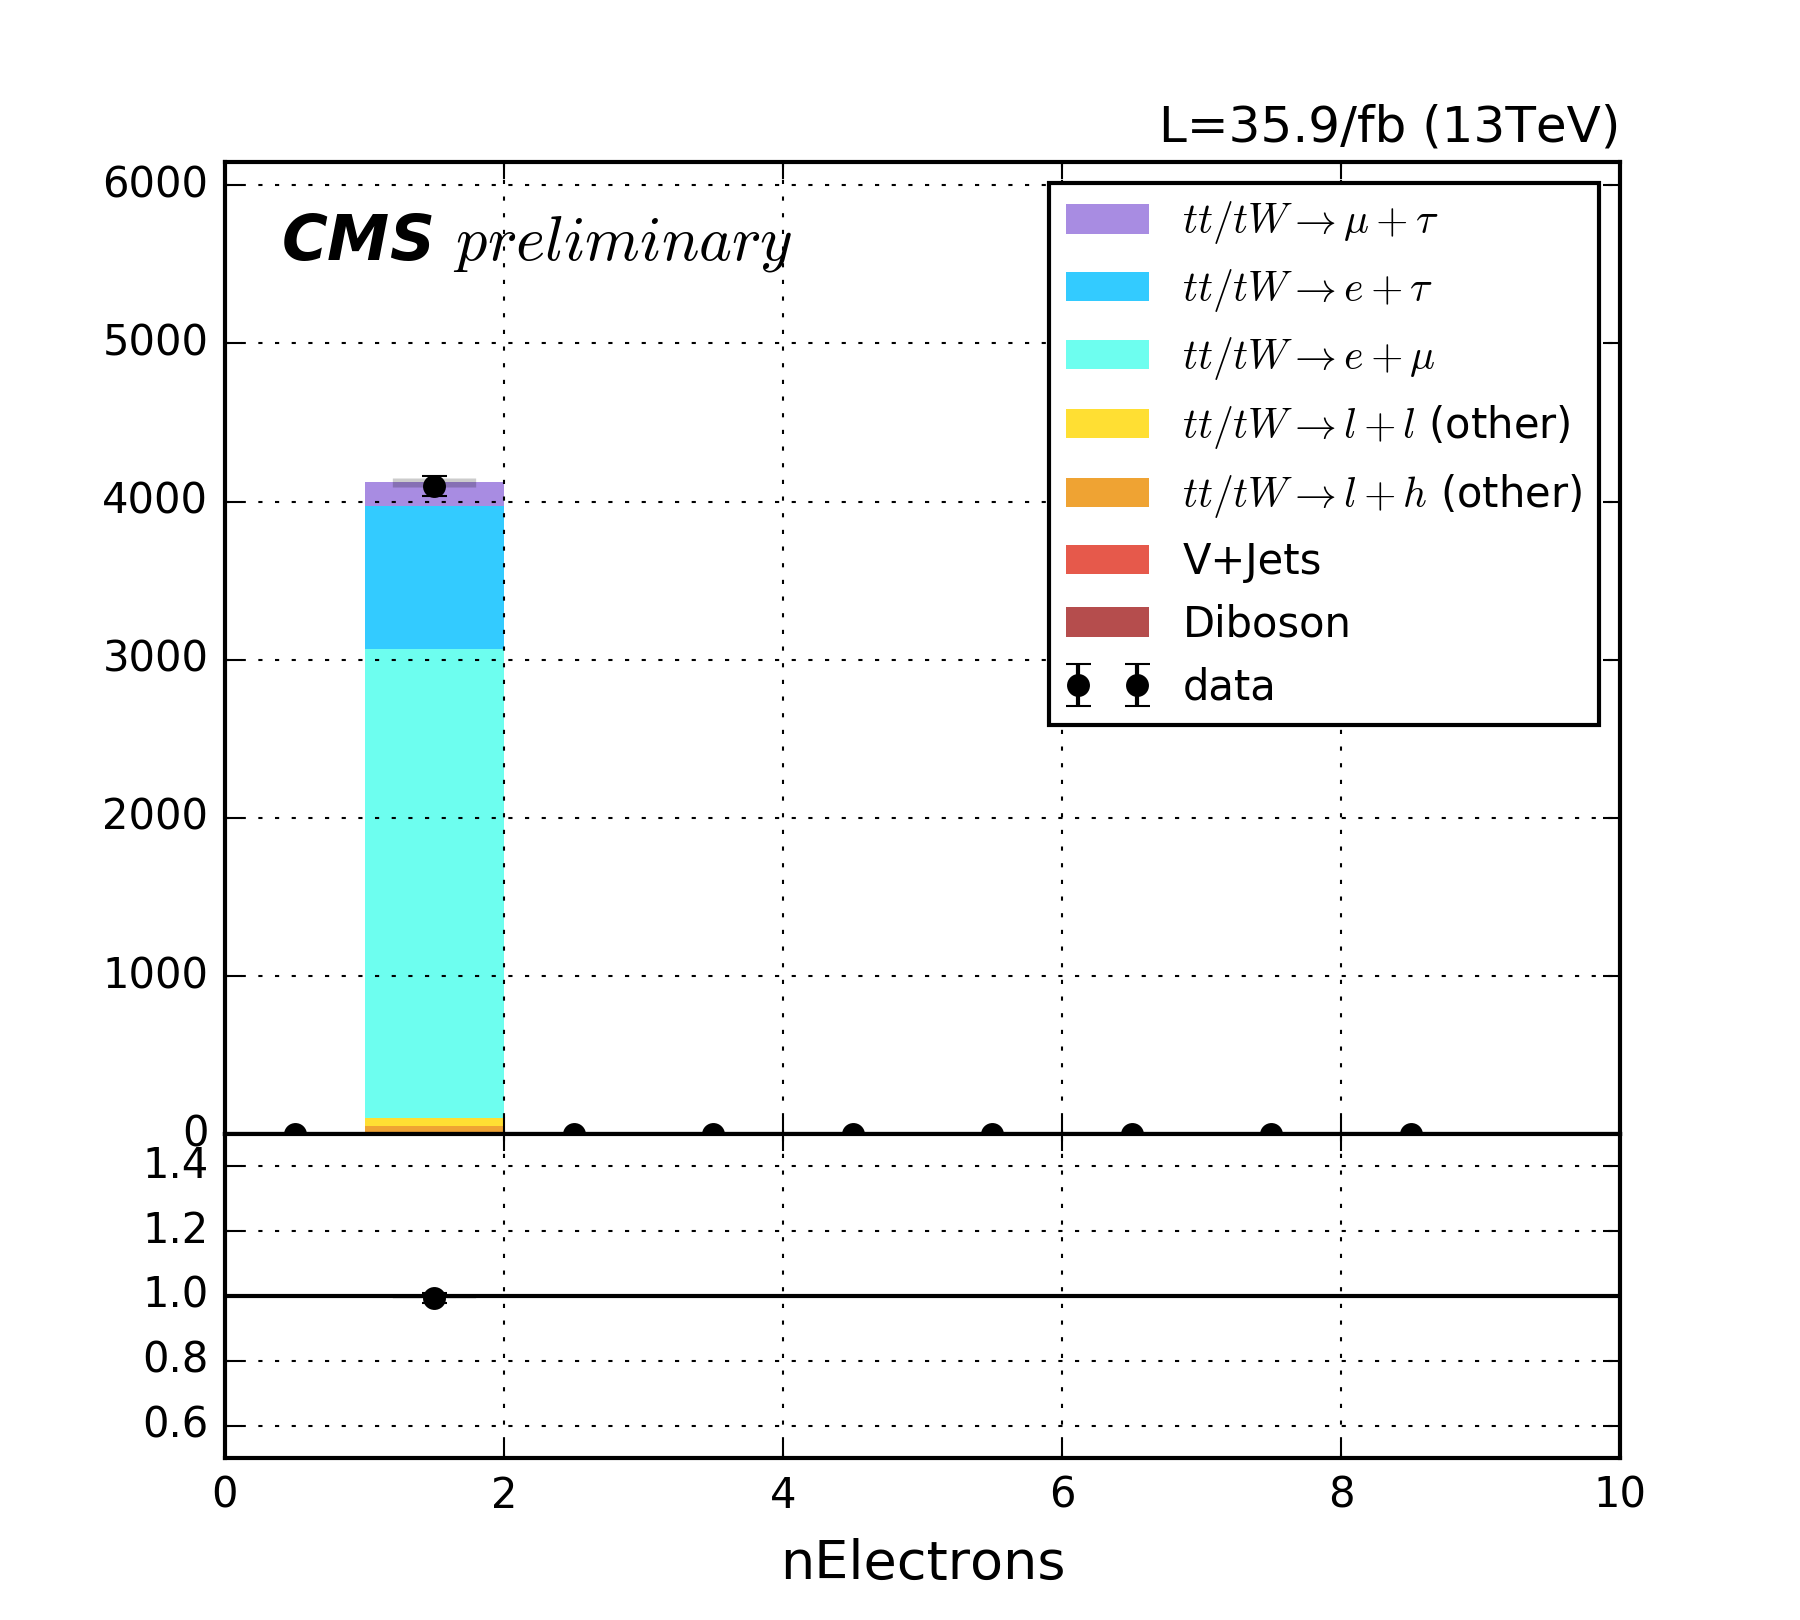 L=35.9/fb (13TeV)
CMS preliminary
6000
5000
4000
3000
2000
1000
0
tt/tW→μ+τ
tt/tW→e+τ
tt/tW→e+μ
tt/tW→l+l (other)
tt/tW→l+h (other)
V+Jets
Diboson
data
1.4
1.2
1.0
0.8
0.6
0 2 4 6 8 10
nElectrons